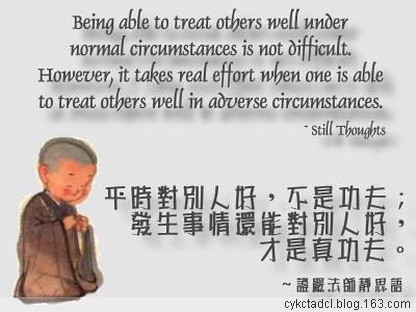 Being able to treat others well under
normal circumstances is not difficult.
However, it takes real effort when one is able
to treat others well in adverse circumstances.
~Still Thoughts
平時對別人好，不是功夫；
發生事情還能對別人好，
才是真功夫。
~證嚴法師靜思語
cykctadcl.blog.163.com